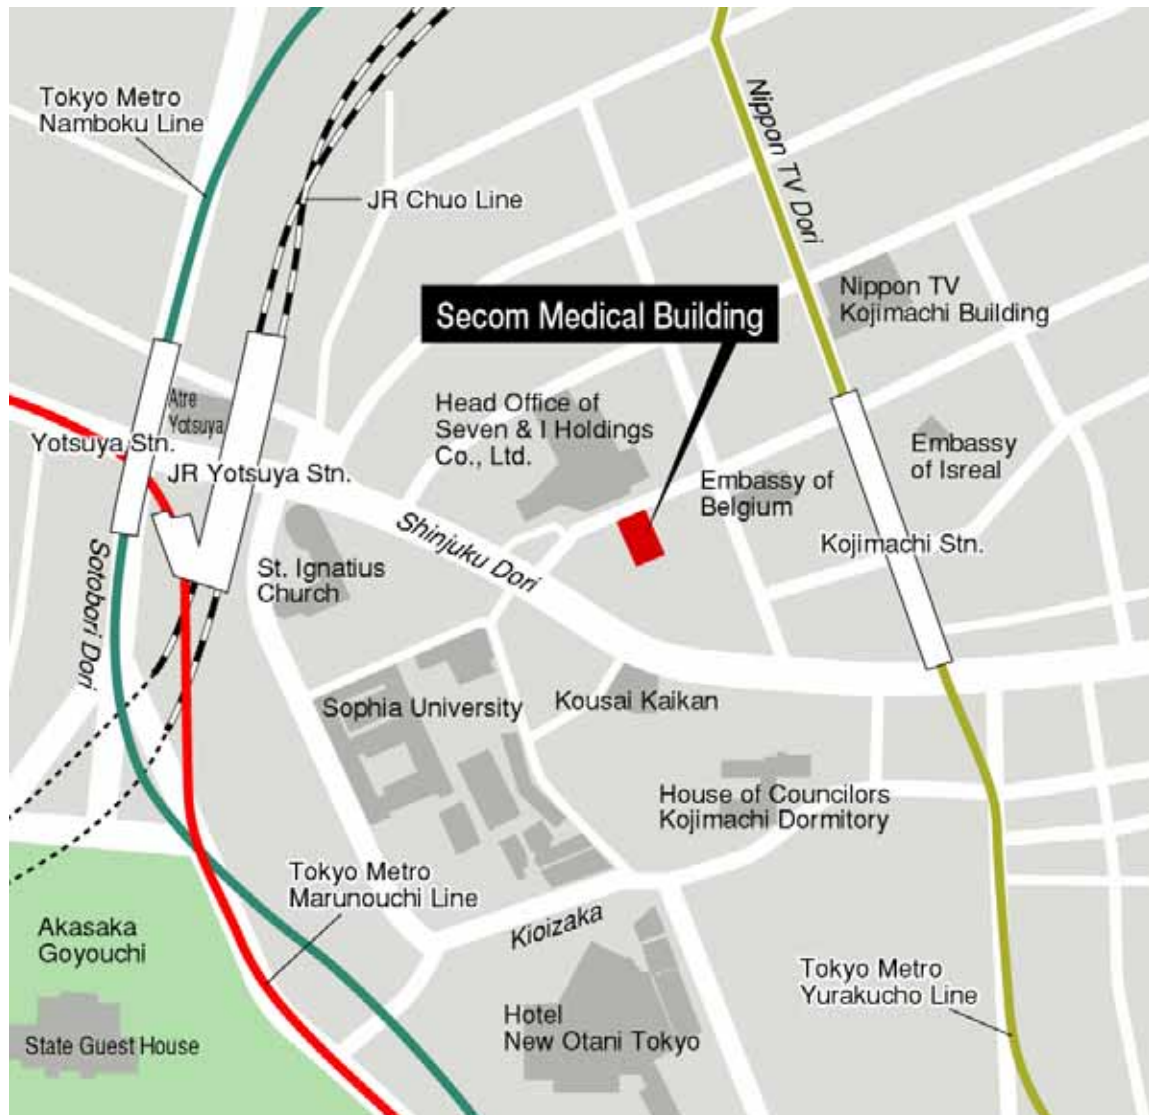 Tokyo Metro
Namboku Line
JR Chuo Line
Nippon TV Dori
Nippon TV
Kojimachi Building
Secom Medical Building
Head Office of
Seven & I Holdings
Co., Ltd.
Atre
Yotsuya
Yotsuya Stn.
JR Yotsuya Stn.
Embassy
of Isreal
Embassy of
Belgium
Kojimachi Stn.
Shinjuku Dori
Sotobori Dori
St. Ignatius
Church
Sophia University
Kousai Kaikan
House of Councilors
Kojimachi Dormitory
Tokyo Metro
Marunouchi Line
Kioizaka
Akasaka
Goyouchi
State Guest House
Hotel
New Otani Tokyo
Tokyo Metro
Yurakucho Line